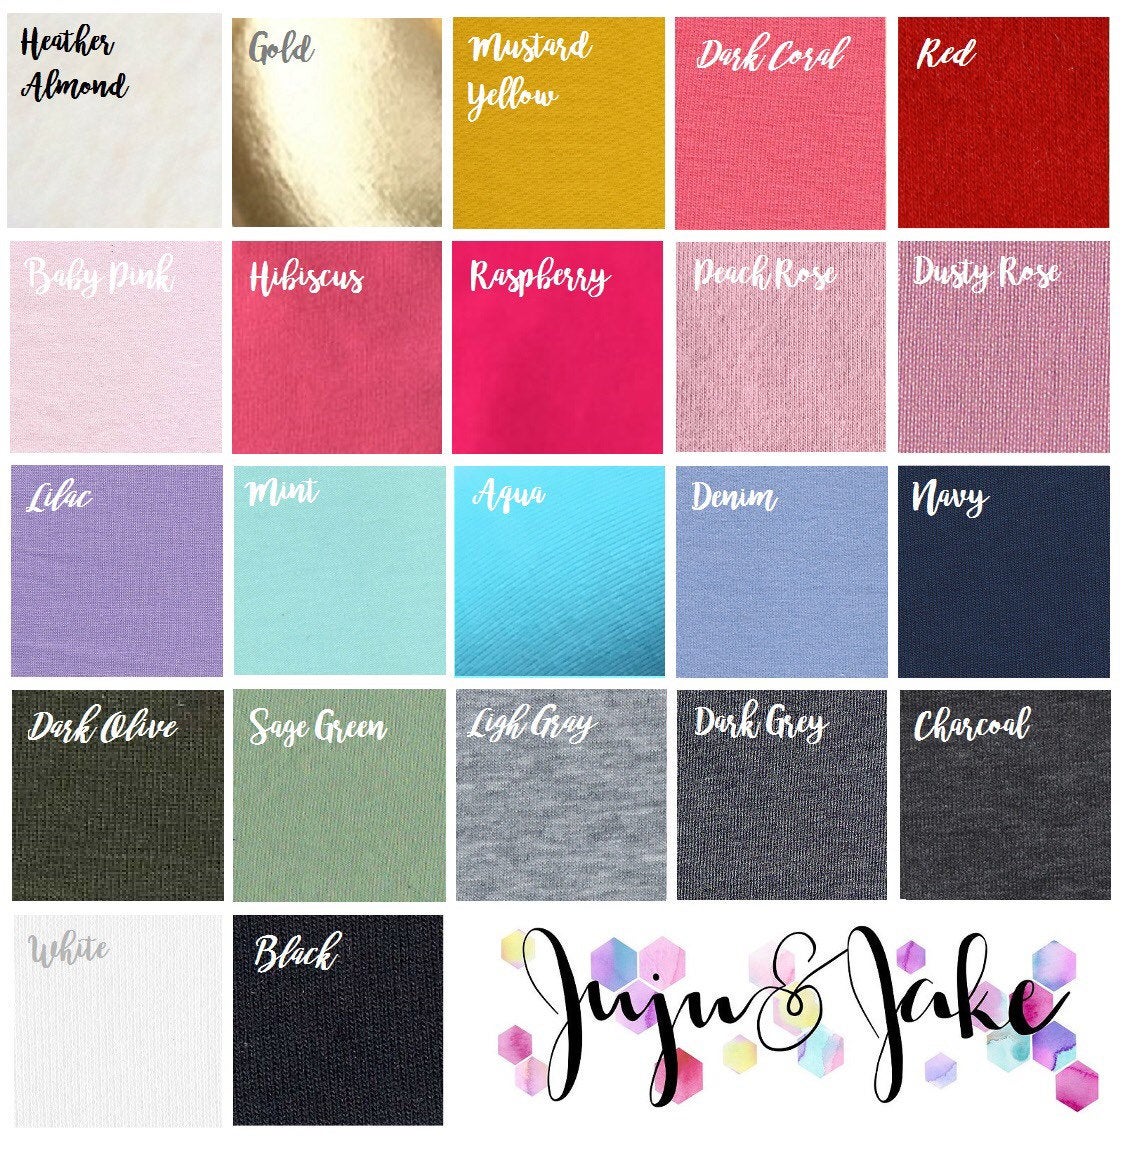 Heather
Almond
Gold
Mustard
Yellow
Dark Coral
Red
Baby Pink
Hibiscus
Raspberry
Peach Rose
Dusty Rose
Lilac
Mint
Aqua
Denim
Navy
Dark Olive
Sage Green
Ligh Gray
Dark Grey
Charcoal
White
Black
Juju & Jake